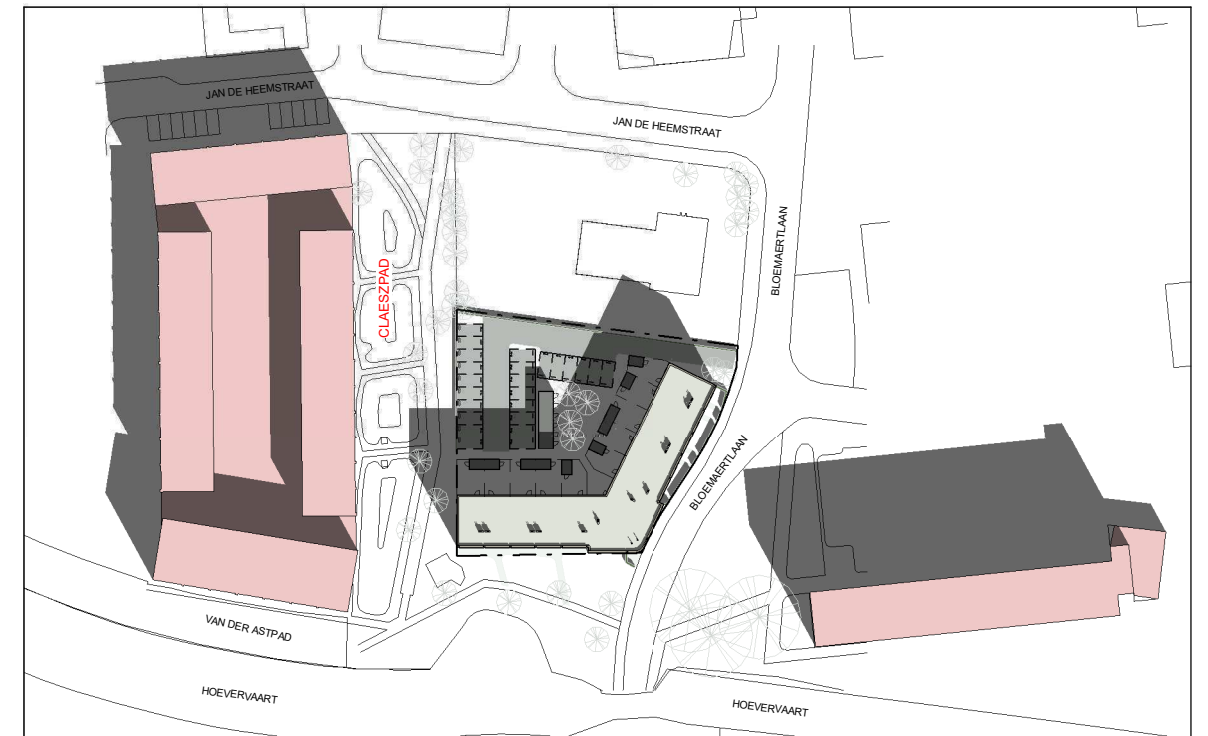 JAN DE HEEMSTRAAT
JAN DE HEEMSTRAAT
BLOEMAERTLAAN
CLAESZPAD
BLOEMAERTLAAN
VAN DER ASTPAD
HOEVERVAART
HOEVERVAART